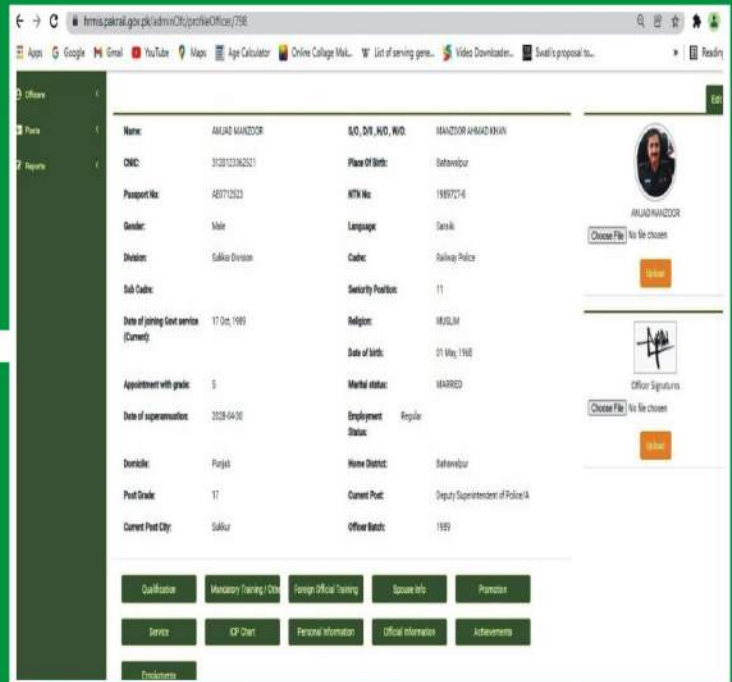 hrmis.pakrail.gov.pk/adminOfc/profileOfficer/798
Apps Google Gmail YouTube Maps Age Calculator Online Collage Mak... List of serving gene... Video Downloader... Swati's proposal to... » Reading
Officers
Posts
Reports
Edit
Name: AMJAD MANZOOR S/O, D/O, H/O, W/O: MANZOOR AHMAD KHAN
CNIC: Place Of Birth: Bahawalpur
Passport No: NTN No:
Gender: Male Language: Saraiki
Division: Sukkur Division Cadre: Railway Police
Sub Cadre: Seniority Position: 11
Date of joining Govt service (Current): 17 Oct, 1989 Religion: MUSLIM
Date of birth: 01 May, 1968
Appointment with grade: 5 Marital status: MARRIED
Date of superannuation: 2028-04-30 Employment Status: Regular
Domicile: Punjab Home District: Bahawalpur
Post Grade: 17 Current Post: Deputy Superintendent of Police/A
Current Post City: Sukkur Officer Batch: 1989
AMJAD MANZOOR
Choose File No file chosen
Upload
Officer Signatures
Choose File No file chosen
Upload
Qualification Mandatory Training / Othe Foreign Official Training Spouse Info Promotion
Service ICP Chart Personal Information Official Information Achievements
Emoluments